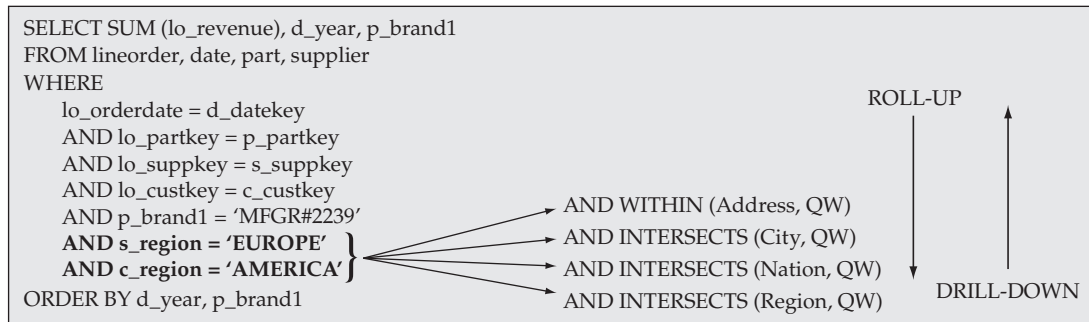 SELECT SUM (lo_revenue), d_year, p_brand1
FROM lineorder, date, part, supplier
WHERE
lo_orderdate = d_datekey
AND lo_partkey = p_partkey
AND lo_suppkey = s_suppkey
AND lo_custkey = c_custkey
AND p_brand1 = ‘MFGR#2239’
AND s_region = ‘EUROPE’
AND c_region = ‘AMERICA’
ORDER BY d_year, p_brand1
AND WITHIN (Address, QW)
AND INTERSECTS (City, QW)
AND INTERSECTS (Nation, QW)
AND INTERSECTS (Region, QW)
ROLL-UP
DRILL-DOWN